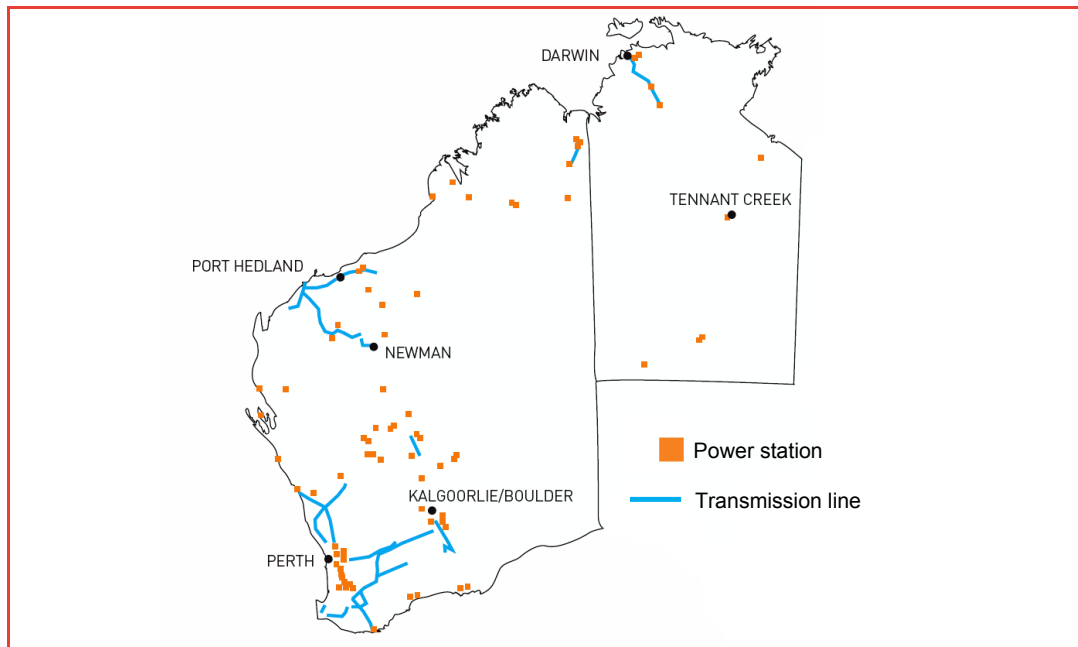 DARWIN
TENNANT CREEK
PORT HEDLAND
NEWMAN
Power station
KALGOORLIE/BOULDER
Transmission line
PERTH